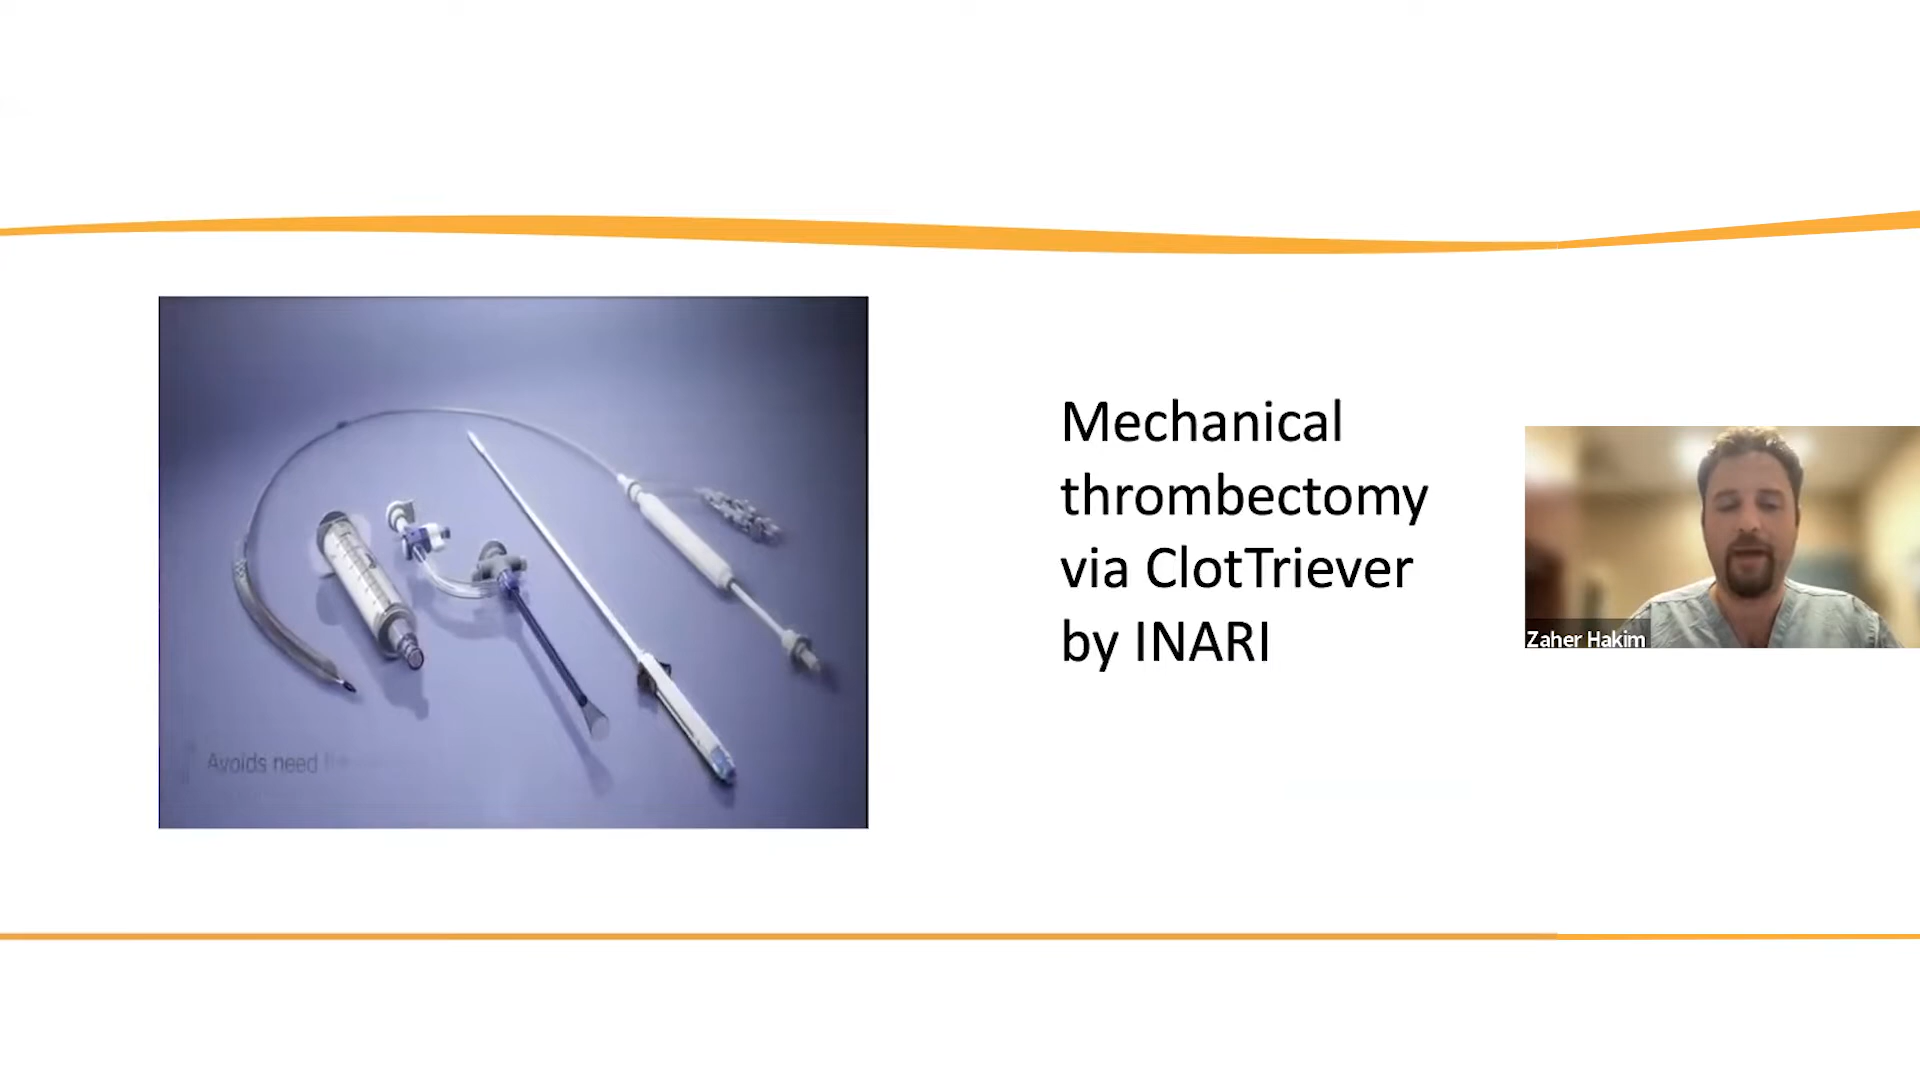 Mechanical
thrombectomy
via ClotTriever
by INARI
Zaher Hakim
Avoids need